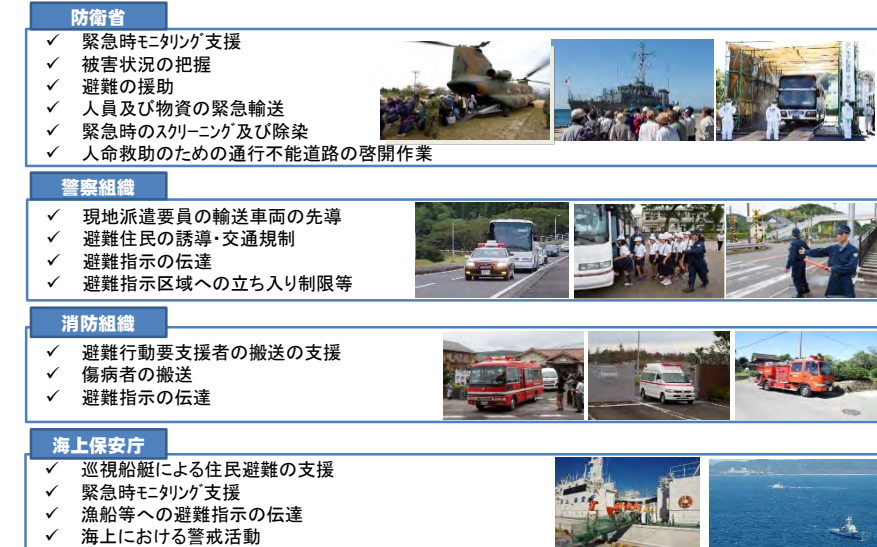 防衛省
✓ 緊急時ﾓﾆﾀﾘﾝｸﾞ支援
✓ 被害状況の把握
✓ 避難の援助
✓ 人員及び物資の緊急輸送
✓ 緊急時のｽｸﾘｰﾆﾝｸﾞ及び除染
✓ 人命救助のための通行不能道路の啓開作業
警察組織
✓ 現地派遣要員の輸送車両の先導
✓ 避難住民の誘導･交通規制
✓ 避難指示の伝達
✓ 避難指示区域への立ち入り制限等
消防組織
✓ 避難行動要支援者の搬送の支援
✓ 傷病者の搬送
✓ 避難指示の伝達
海上保安庁
✓ 巡視船艇による住民避難の支援
✓ 緊急時ﾓﾆﾀﾘﾝｸﾞ支援
✓ 漁船等への避難指示の伝達
✓ 海上における警戒活動